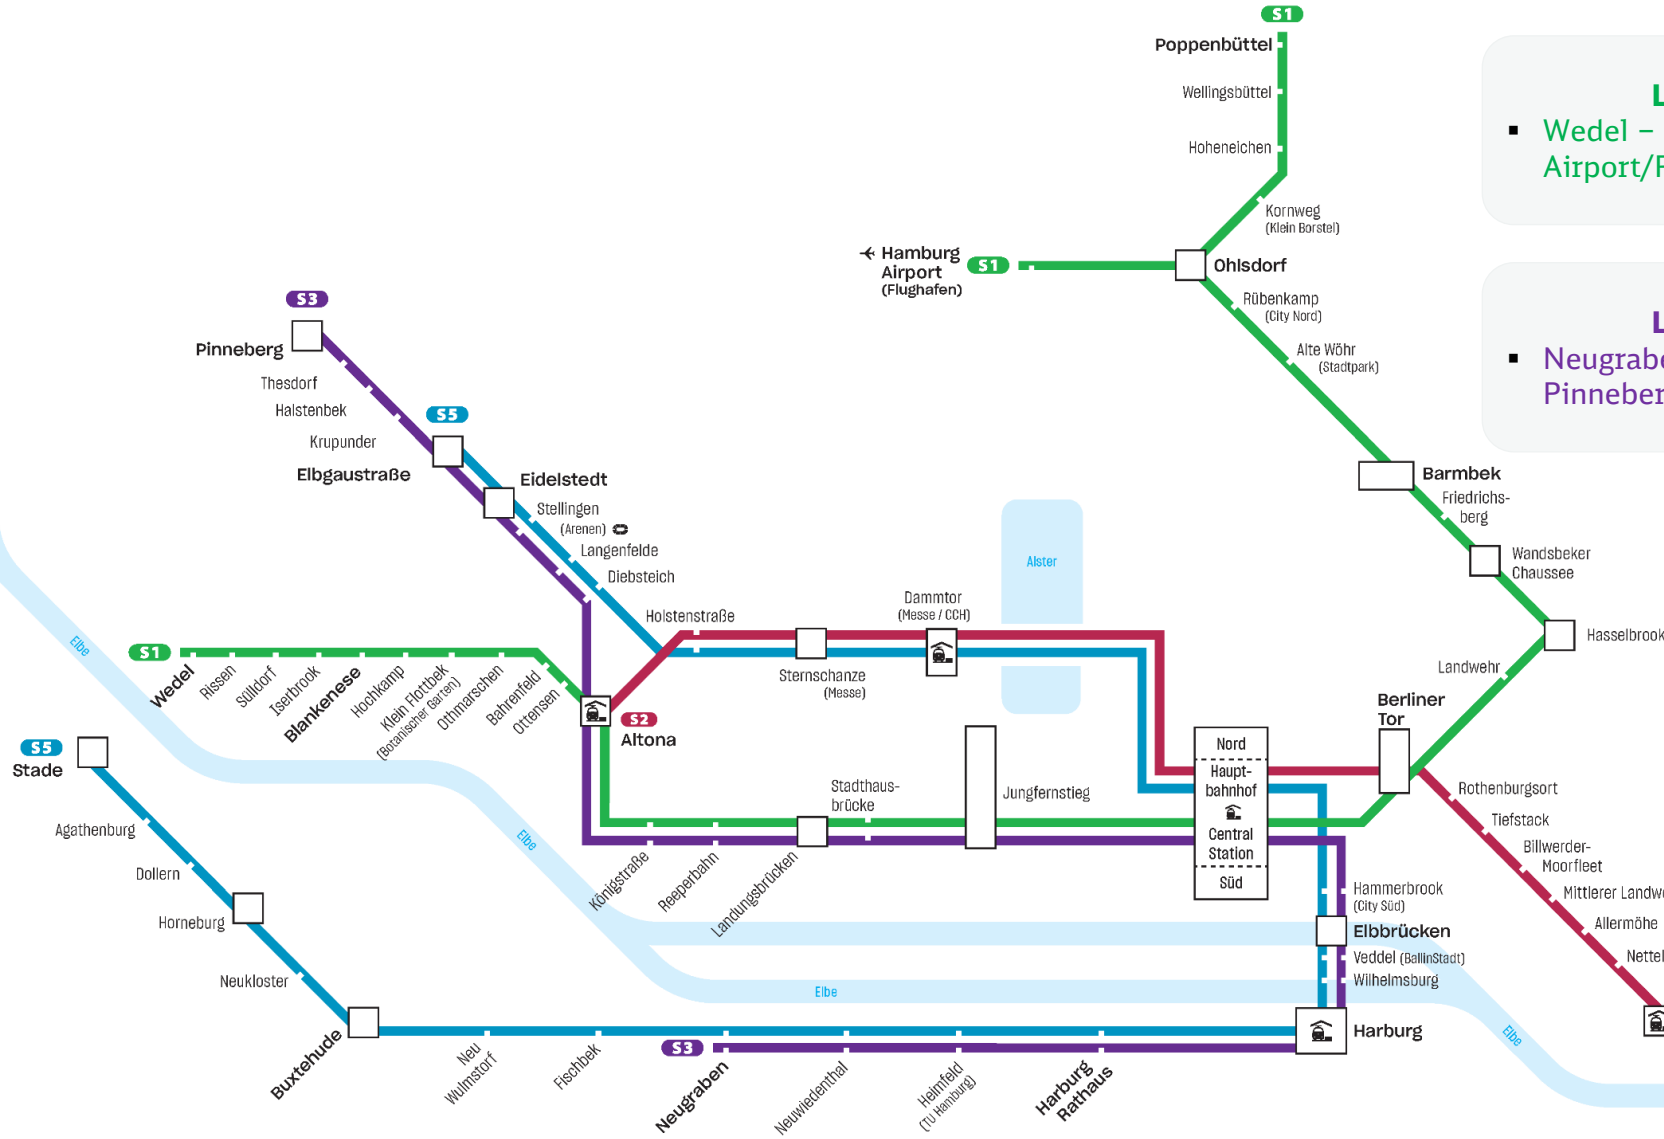 S1
Poppenbüttel
Wellingsbüttel
Hoheneichen
Kornweg
(Klein Borstel)
Hamburg
Airport
(Flughafen)
S1
Ohlsdorf
Rübenkamp
(City Nord)
Alte Wöhr
(Stadtpark)
Barmbek
Friedrichs-
berg
Wandsbeker
Chaussee
Hasselbrook
Landwehr
Berliner
Tor
Wedel –
Airport/
S3
Pinneberg
Thesdorf
Halstenbek
Krupunder
S5
Elbgaustraße
Eidelstedt
Stellingen
(Arenen)
Langenfelde
Diebsteich
Holstenstraße
Sternschanze
(Messe)
Dammtor
(Messe / CCH)
Alster
Elbe
S1
Wedel
Rissen
Sülldorf
Iserbrook
Blankenese
Hochkamp
Klein Flottbek
(Botanischer Garten)
Othmarschen
Bahrenfeld
Ottensen
S2
Altona
Königstraße
Reeperbahn
Landungsbrücken
Stadthaus-
brücke
Jungfernstieg
Nord
Haupt-
bahnhof
Central
Station
Süd
Rothenburgsort
Tiefstack
Billwerder-
Moorfleet
Mittlerer
Allermöhe
Hammerbrook
(City Süd)
Elbbrücken
Veddel (BallinStadt)
Wilhelmsburg
Harburg
Elbe
Elbe
Elbe
S5
Stade
Agathenburg
Dollern
Horneburg
Neukloster
Buxtehude
Neu
Wulmstorf
Fischbek
S3
Neugraben
Neuwiedenthal
Heimfeld
(TU Hamburg)
Harburg
Rathaus